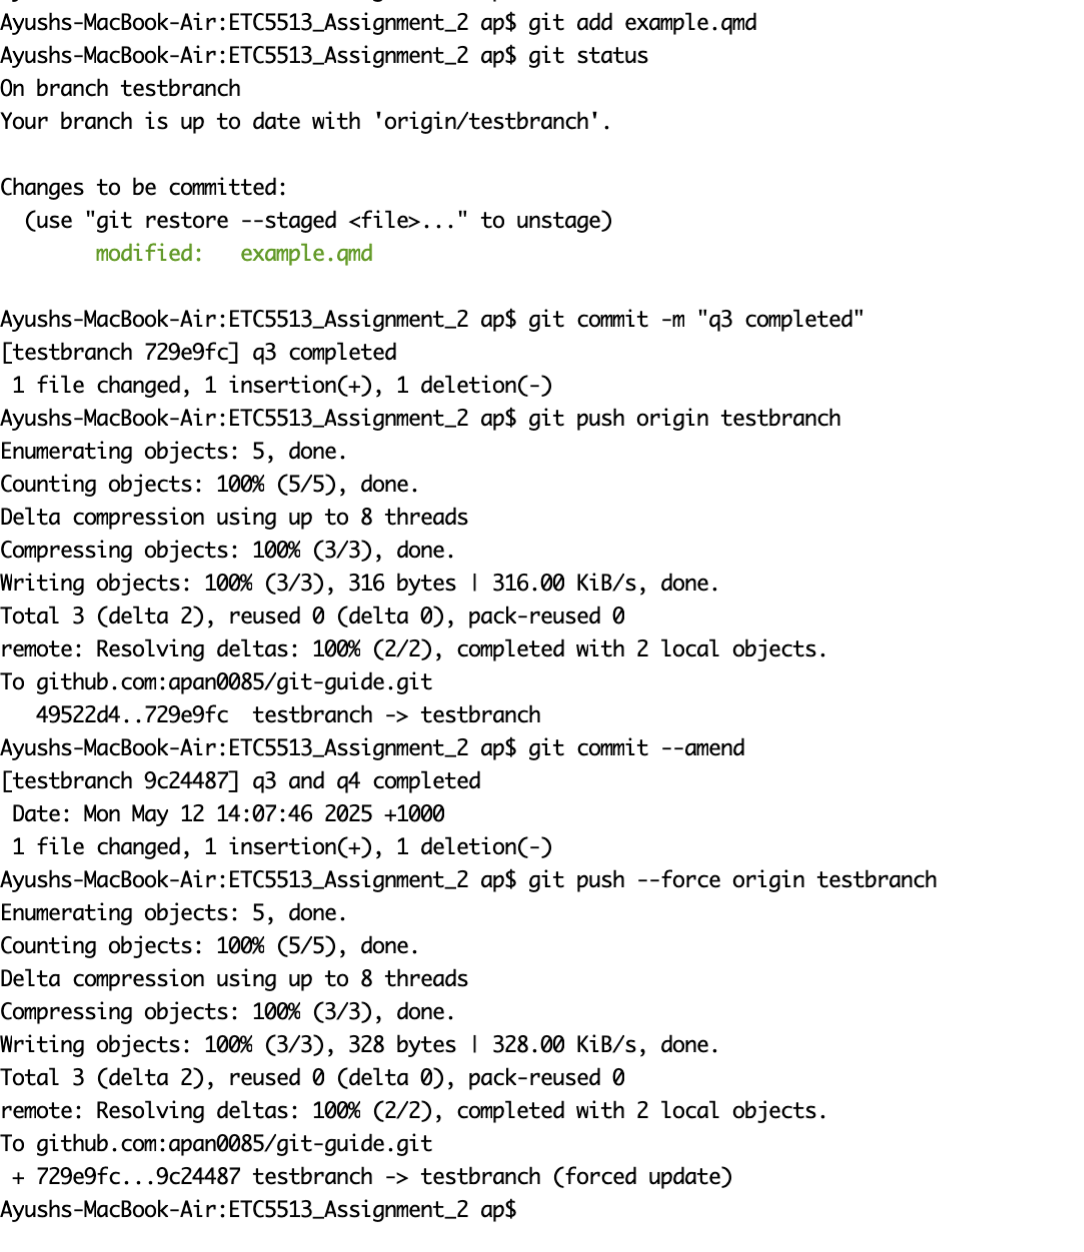 Ayushs-MacBook-Air:ETC5513_Assignment_2 ap$ git add example.qmd
Ayushs-MacBook-Air:ETC5513_Assignment_2 ap$ git status
On branch testbranch
Your branch is up to date with 'origin/testbranch'.
Changes to be committed:
  (use "git restore --staged <file>..." to unstage)
        modified:   example.qmd
Ayushs-MacBook-Air:ETC5513_Assignment_2 ap$ git commit -m "q3 completed"
[testbranch 729e9fc] q3 completed
 1 file changed, 1 insertion(+), 1 deletion(-)
Ayushs-MacBook-Air:ETC5513_Assignment_2 ap$ git push origin testbranch
Enumerating objects: 5, done.
Counting objects: 100% (5/5), done.
Delta compression using up to 8 threads
Compressing objects: 100% (3/3), done.
Writing objects: 100% (3/3), 316 bytes | 316.00 KiB/s, done.
Total 3 (delta 2), reused 0 (delta 0), pack-reused 0
remote: Resolving deltas: 100% (2/2), completed with 2 local objects.
To github.com:apan0085/git-guide.git
   49522d4..729e9fc  testbranch -> testbranch
Ayushs-MacBook-Air:ETC5513_Assignment_2 ap$ git commit --amend
[testbranch 9c24487] q3 and q4 completed
 Date: Mon May 12 14:07:46 2025 +1000
 1 file changed, 1 insertion(+), 1 deletion(-)
Ayushs-MacBook-Air:ETC5513_Assignment_2 ap$ git push --force origin testbranch
Enumerating objects: 5, done.
Counting objects: 100% (5/5), done.
Delta compression using up to 8 threads
Compressing objects: 100% (3/3), done.
Writing objects: 100% (3/3), 328 bytes | 328.00 KiB/s, done.
Total 3 (delta 2), reused 0 (delta 0), pack-reused 0
remote: Resolving deltas: 100% (2/2), completed with 2 local objects.
To github.com:apan0085/git-guide.git
 + 729e9fc...9c24487 testbranch -> testbranch (forced update)
Ayushs-MacBook-Air:ETC5513_Assignment_2 ap$